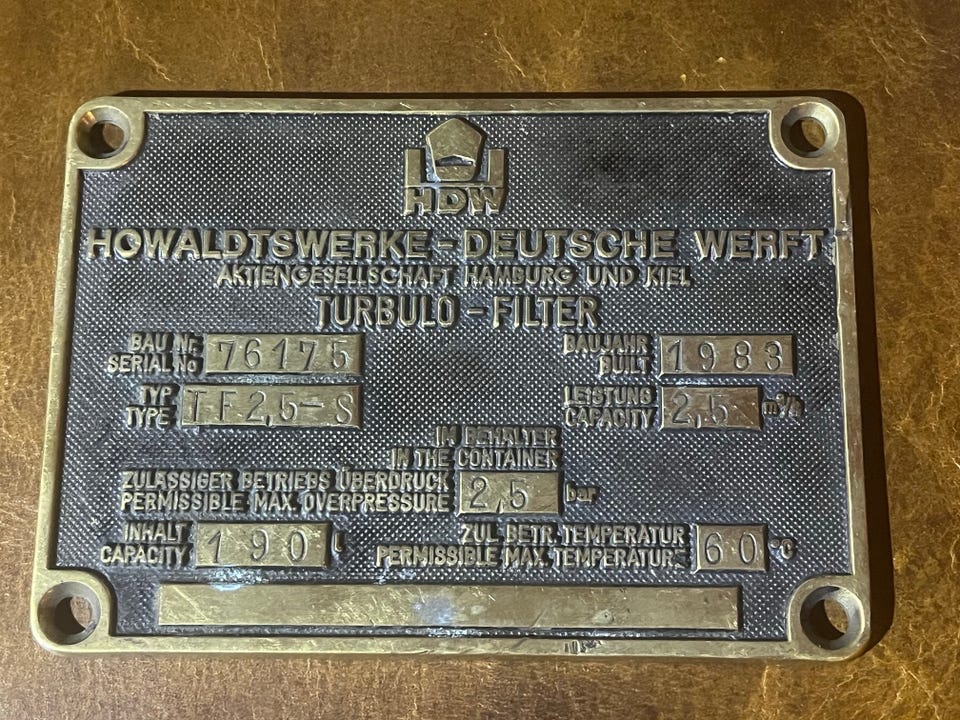 HDW
HOWALDTSWERKE-DEUTSCHE WERFT
AKTIENGESELLSCHAFT HAMBURG UND KIEL
TURBULO-FILTER
BAU Nr. 76175 BAUJAHR 1983
SERIAL No BUILT
TYP TF2,5-S LEISTUNG 2,5 m³/h
TYPE CAPACITY
IM BEHÄLTER
IN THE CONTAINER
ZULÄSSIGER BETRIEBS ÜBERDRUCK 2,5 bar
PERMISSIBLE MAX. OVERPRESSURE
INHALT 190 L ZUL. BETR. TEMPERATUR 60 °C
CAPACITY PERMISSIBLE MAX. TEMPERATURE